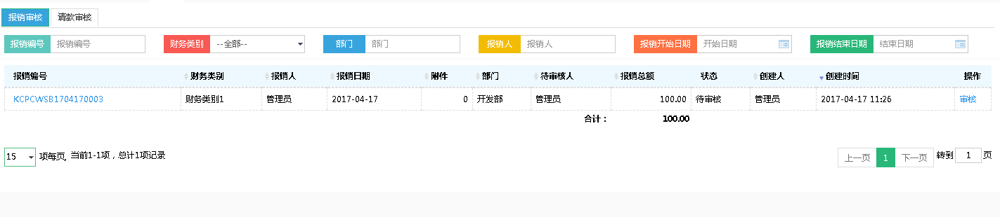 报销审核 请款审核
报销编号 报销编号 财务类别 --全部-- 部门 部门 报销人 报销人 报销开始日期 开始日期 报销结束日期 结束日期
报销编号 财务类别 报销人 报销日期 附件 部门 待审核人 报销总额 状态 创建人 创建时间 操作
KCPCWSB1704170003 财务类别1 管理员 2017-04-17 0 开发部 管理员 100.00 待审核 管理员 2017-04-17 11:26 审核
合计： 100.00
15 项每页, 当前1-1项，总计1项记录 上一页 1 下一页 转到 1 页